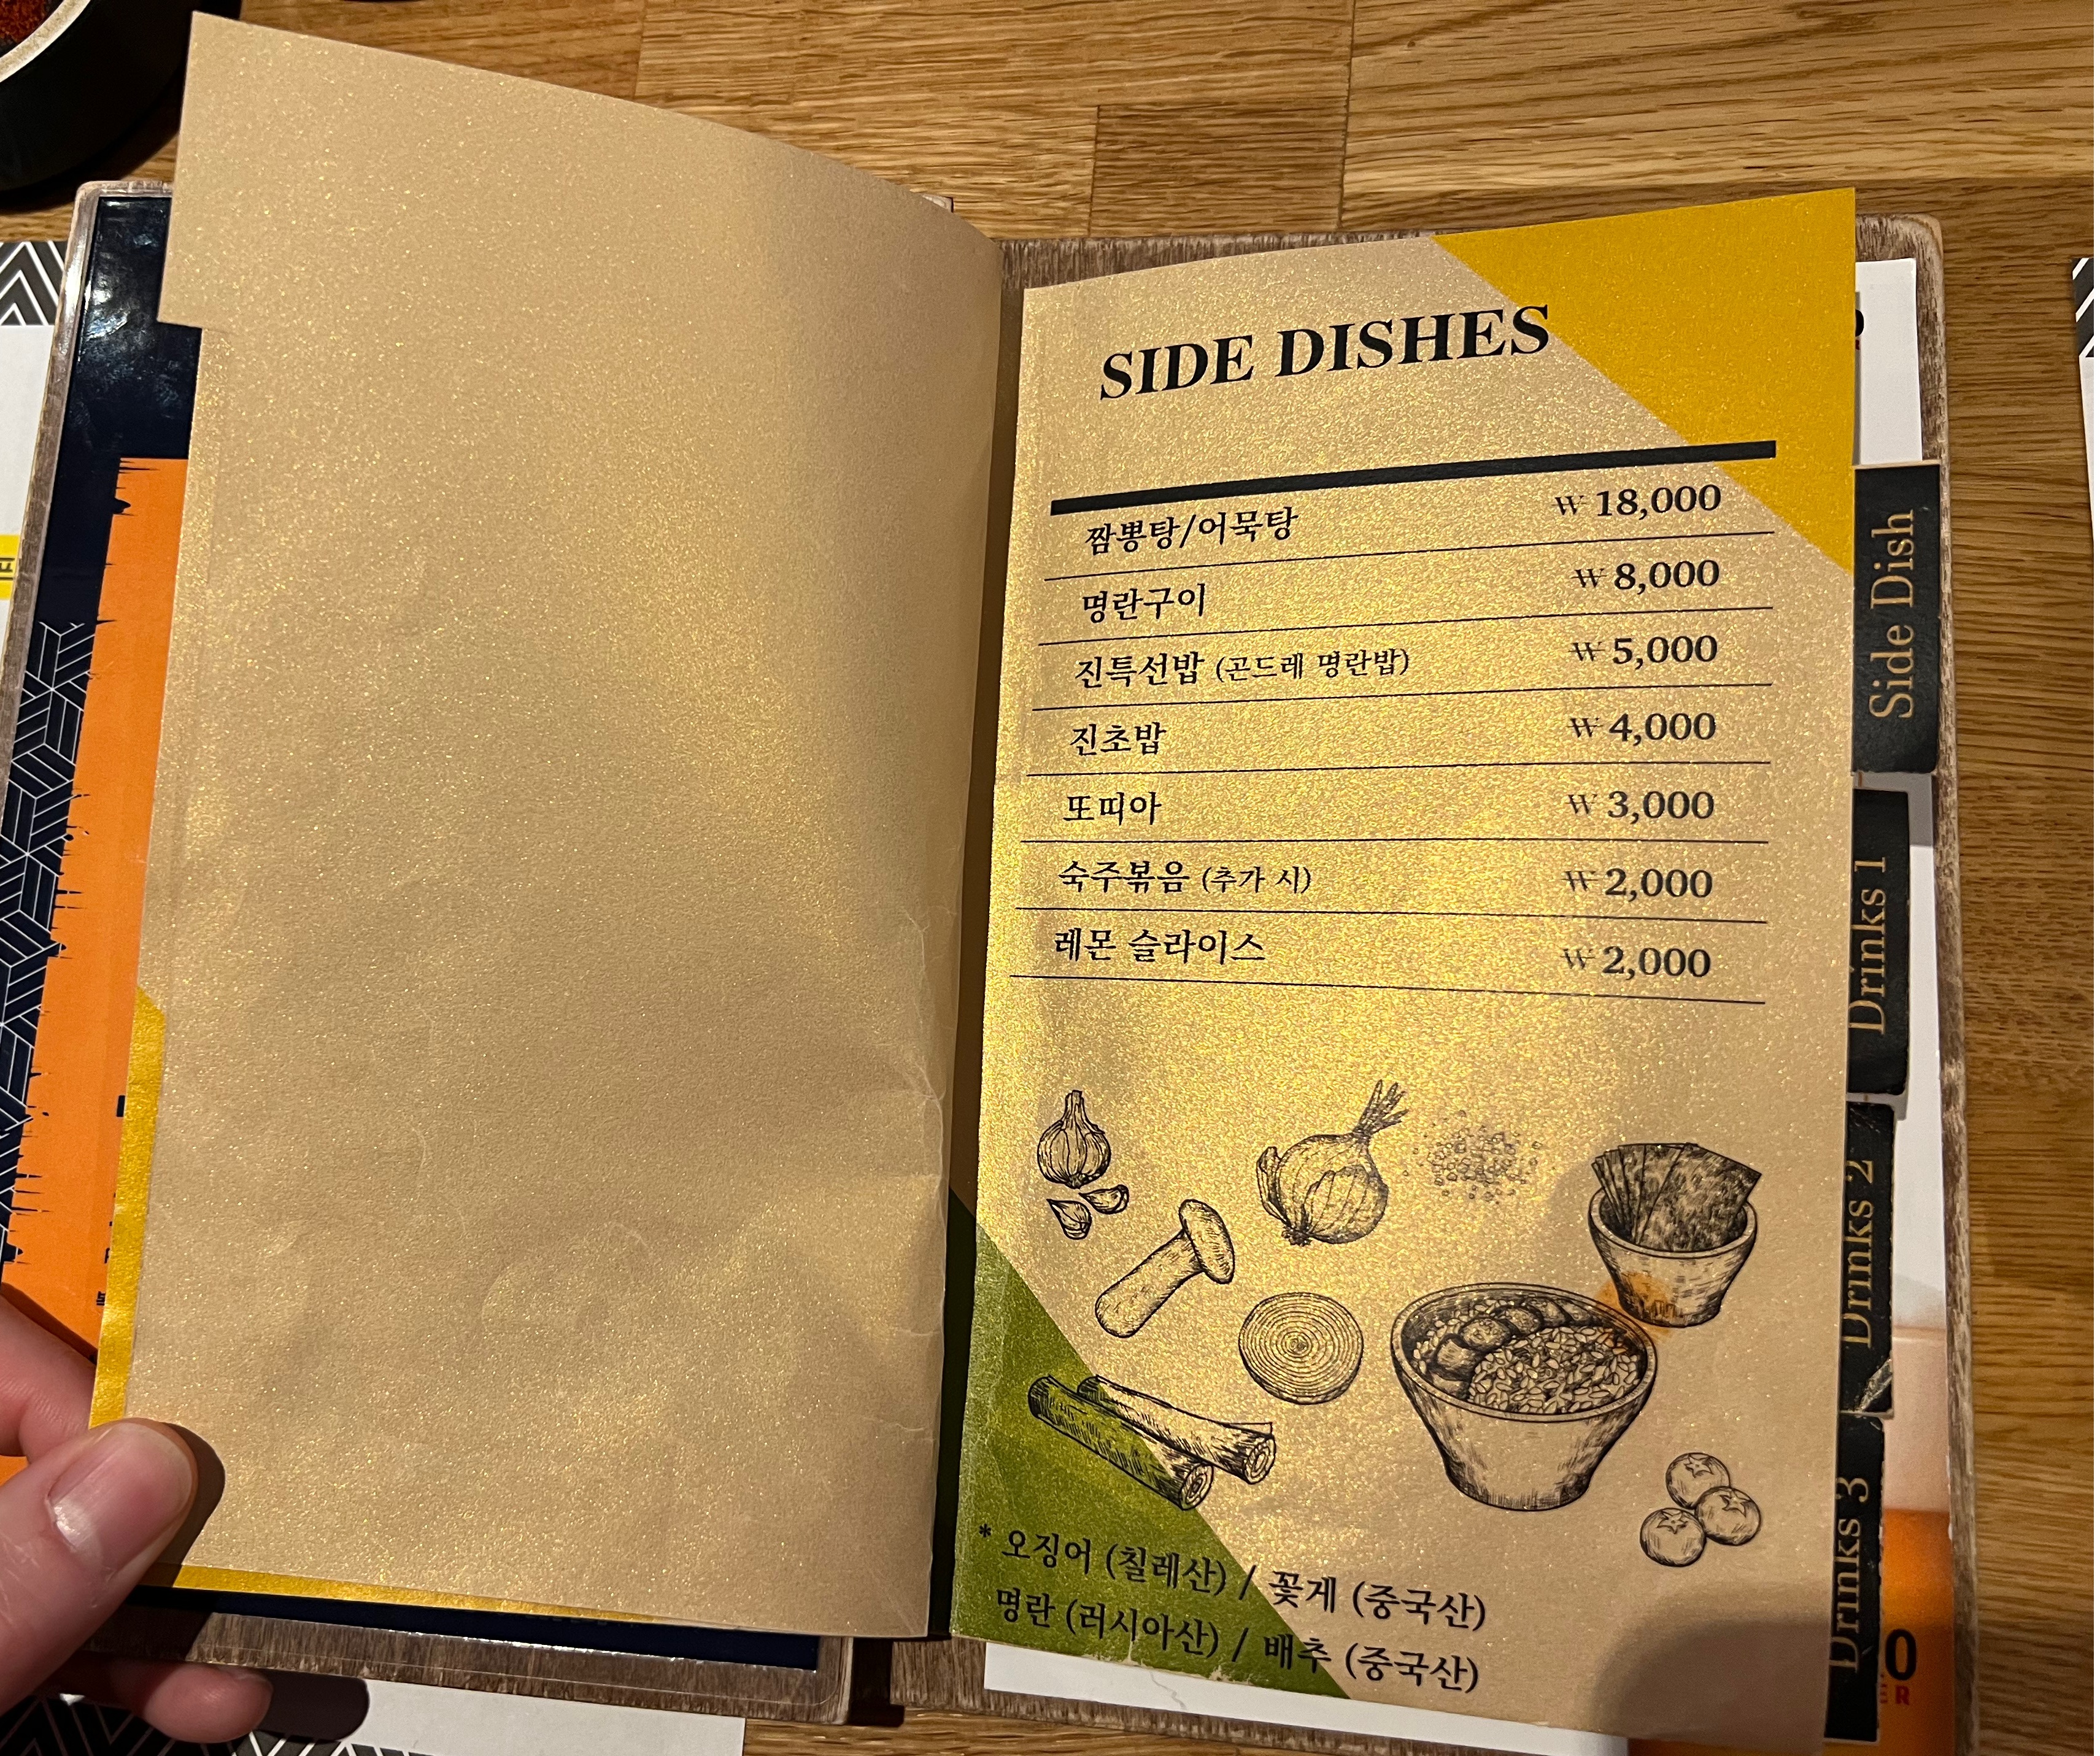 SIDE DISHES
짬뽕탕/어묵탕 ₩ 18,000
명란구이 ₩ 8,000
진특선밥 (곤드레 명란밥) ₩ 5,000
진초밥 ₩ 4,000
또띠아 ₩ 3,000
숙주볶음 (추가 시) ₩ 2,000
레몬 슬라이스 ₩ 2,000
* 오징어 (칠레산) / 꽃게 (중국산)
명란 (러시아산) / 배추 (중국산)
Side Dish
Drinks 1
Drinks 2
Drinks 3